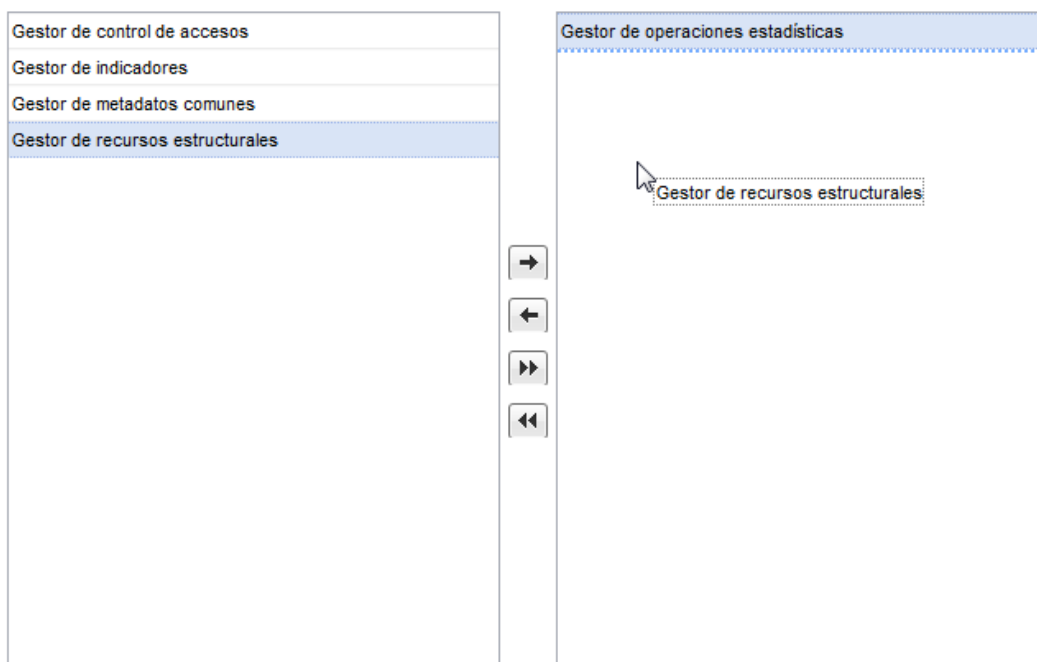 Gestor de control de accesos
Gestor de indicadores
Gestor de metadatos comunes
Gestor de recursos estructurales
Gestor de operaciones estadísticas
Gestor de recursos estructurales